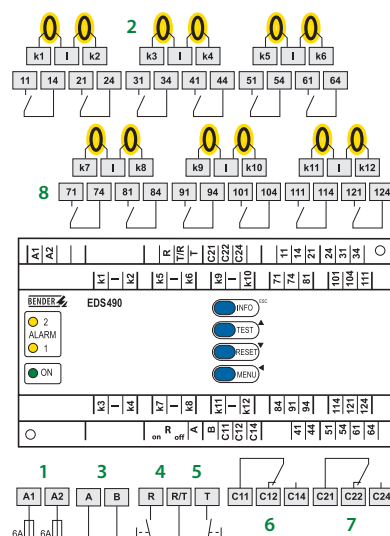 2
k1 I k2 k3 I k4 k5 I k6
11 14 21 24 31 34 41 44 51 54 61 64
k7 I k8 k9 I k10 k11 I k12
8 71 74 81 84 91 94 101 104 111 114 121 124
A1 A2 R T/R T C21 C22 C24 11 14 21 24 31 34
k1 I k2 k5 I k6 k9 I k10 71 74 81 101 104 111
BENDER EDS490 INFO ESC
2 TEST
ALARM
1 RESET
ON MENU
k3 I k4 k7 I k8 k11 I k12 84 91 94 114 121 124
on R off A B C11 C12 C14 41 44 51 54 61 64
1 3 4 5
A1 A2 A B R R/T T C11 C12 C14 C21 C22 C24
6A 6A 6 7